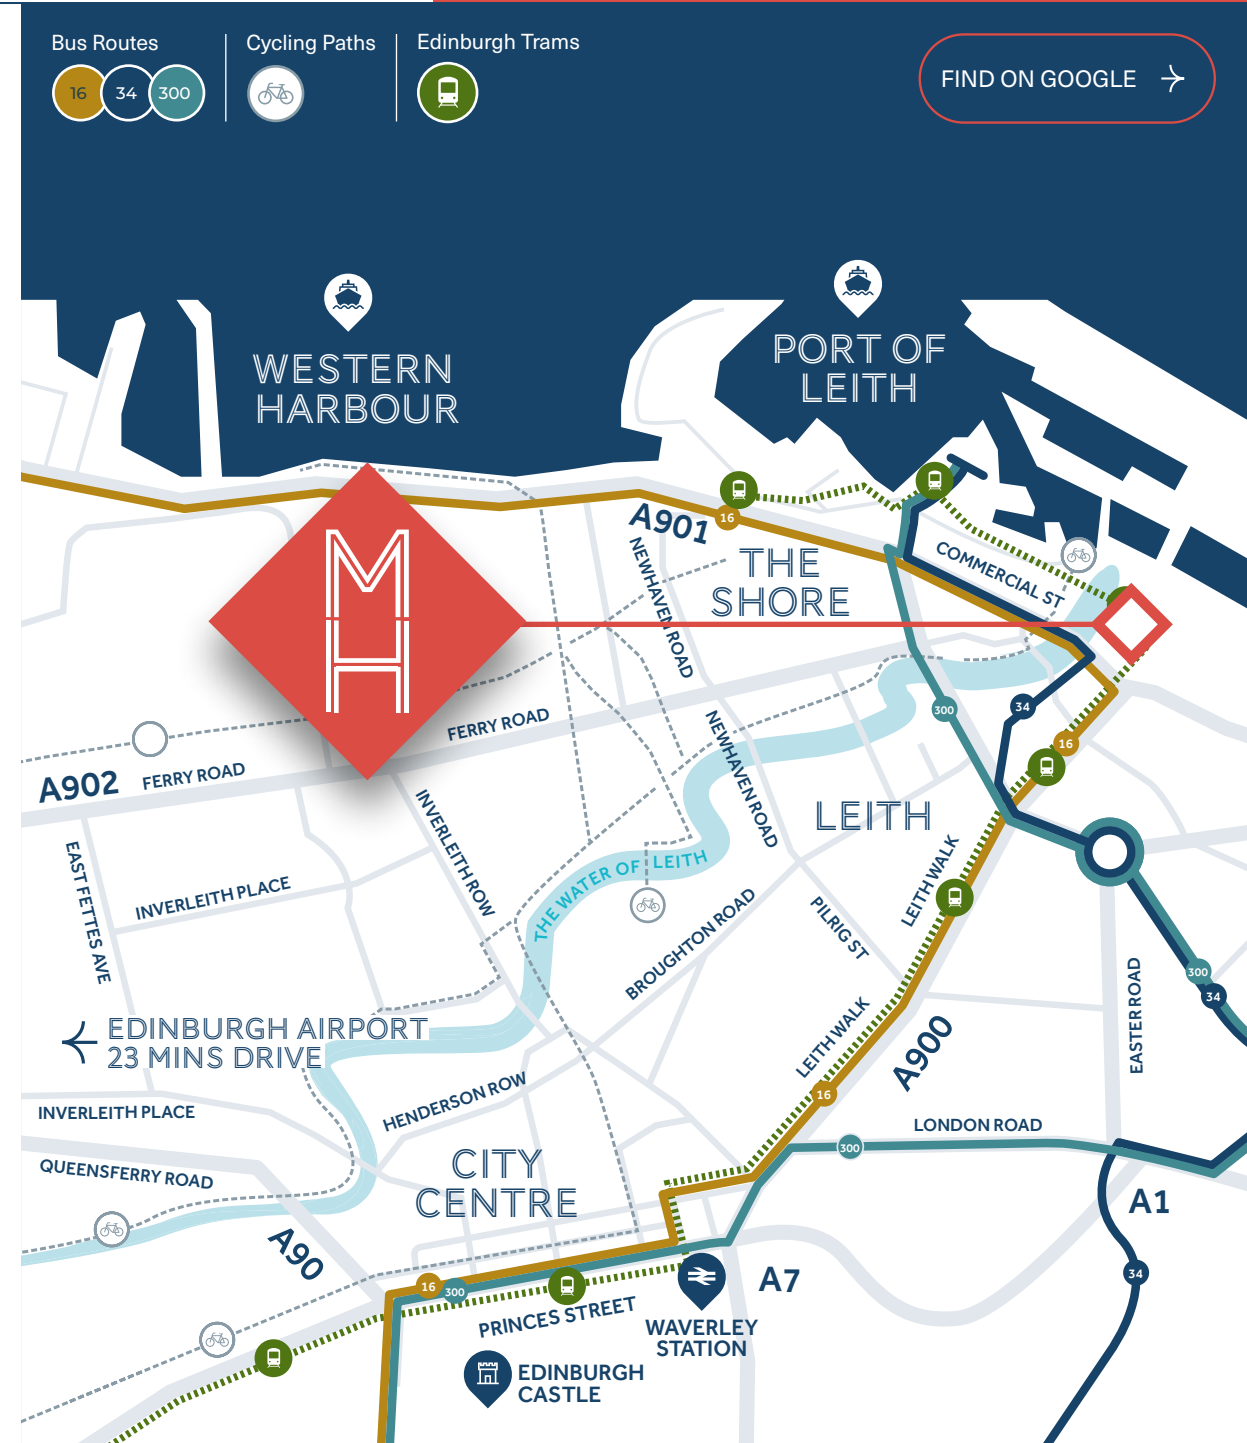 Bus Routes
Cycling Paths
Edinburgh Trams
16
34
300
FIND ON GOOGLE
WESTERN
HARBOUR
PORT OF
LEITH
A901
16
THE
SHORE
COMMERCIAL ST
NEWHAVEN ROAD
MH
FERRY ROAD
A902
FERRY ROAD
NEWHAVEN ROAD
300
34
16
LEITH
INVERLEITH ROW
EAST FETTES AVE
INVERLEITH PLACE
THE WATER OF LEITH
BROUGHTON ROAD
PILRIG ST
LEITH WALK
300
34
EASTER ROAD
EDINBURGH AIRPORT
23 MINS DRIVE
LEITH WALK
A900
16
INVERLEITH PLACE
HENDERSON ROW
LONDON ROAD
300
QUEENSFERRY ROAD
CITY
CENTRE
A1
A90
34
16
300
A7
PRINCES STREET
WAVERLEY
STATION
EDINBURGH
CASTLE